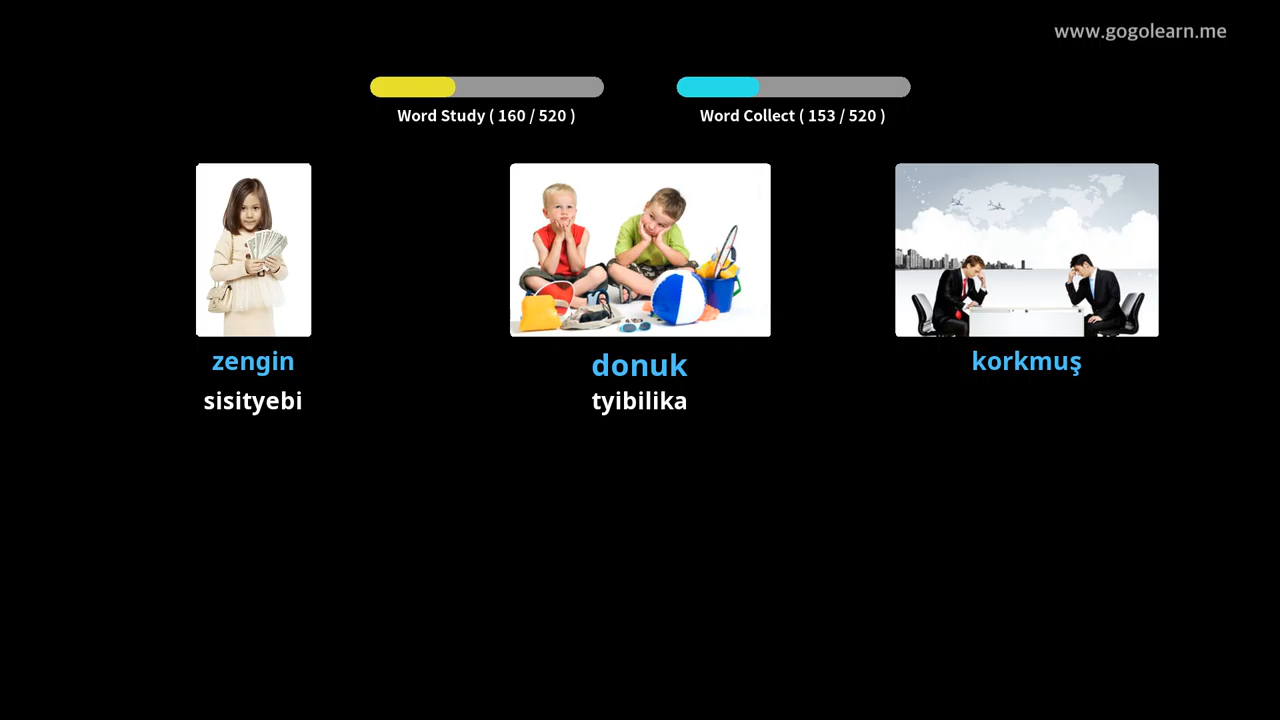 www.gogolearn.me
Word Study ( 160 / 520 )
Word Collect ( 153 / 520 )
zengin
sisityebi
donuk
tyibilika
korkmuş